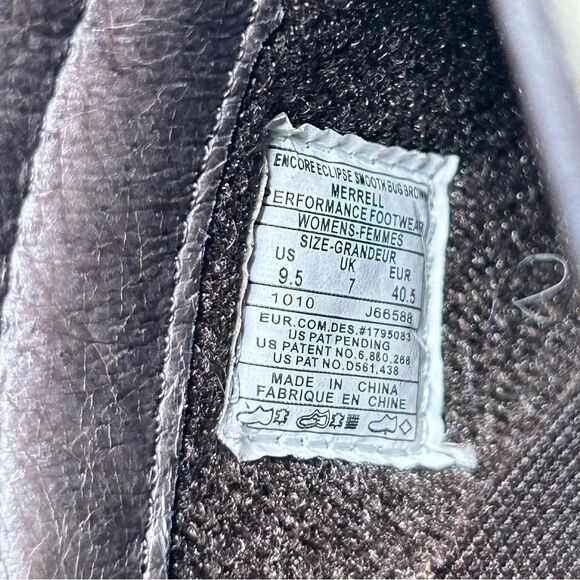 ENCORE ECLIPSE SMOOTH BUG BROWN
MERRELL
PERFORMANCE FOOTWEAR
WOMENS-FEMMES
SIZE-GRANDEUR
US UK EUR
9.5 7 40.5
1010 J66588
EUR.COM.DES.#1795083
US PAT PENDING
US PATENT NO.6,880,266
US PAT NO.D561,438
MADE IN CHINA
FABRIQUE EN CHINE